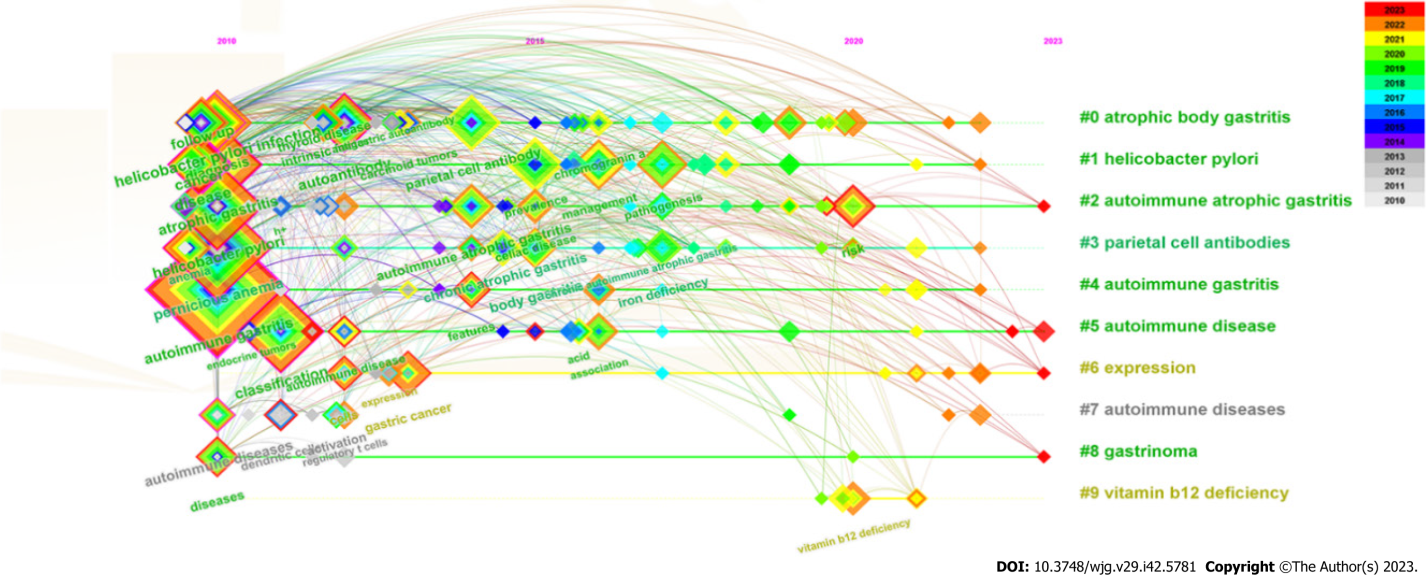 2010
2015
2020
2023
2023
2022
2021
2020
2019
2018
2017
2016
2015
2014
2013
2012
2011
2010
#0 atrophic body gastritis
#1 helicobacter pylori
#2 autoimmune atrophic gastritis
#3 parietal cell antibodies
#4 autoimmune gastritis
#5 autoimmune disease
#6 expression
#7 autoimmune diseases
#8 gastrinoma
#9 vitamin b12 deficiency
follow up
helicobacter pylori infection
thyroid disease
antigastric autoantibody
intrinsic
diagnosis
cancer
autoantibody
carcinoid tumors
parietal cell antibody
chromogranin a
disease
atrophic gastritis
h+
prevalence
management
pathogenesis
helicobacter pylori
anemia
autoimmune atrophic gastritis
celiac disease
risk
pernicious anemia
chronic atrophic gastritis
body gastritis
autoimmune atrophic gastritis
iron deficiency
autoimmune gastritis
endocrine tumors
features
acid
association
classification
autoimmune disease
expression
cells
gastric cancer
autoimmune diseases
dendritic cell
activation
regulatory t cells
diseases
vitamin b12 deficiency
DOI: 10.3748/wjg.v29.i42.5781 Copyright ©The Author(s) 2023.